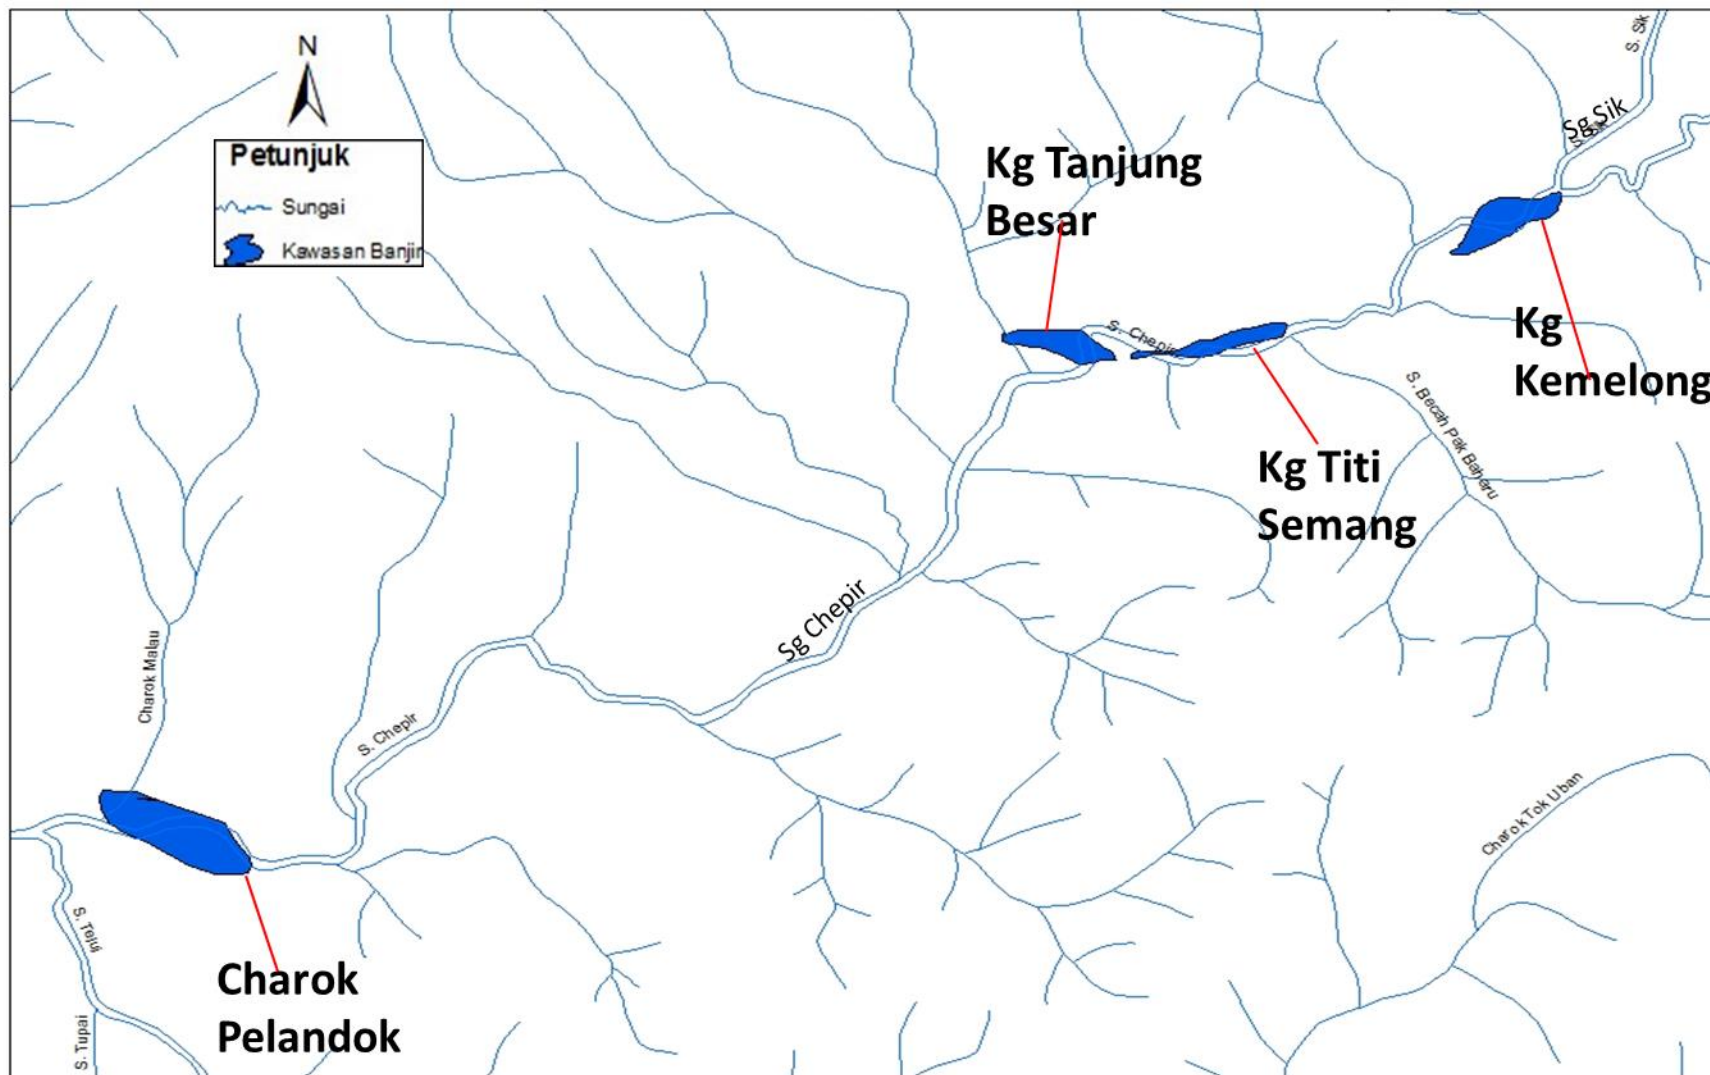 N
Petunjuk
Sungai
Kawasan Banjir
S. Sik
Sg Sik
Kg Tanjung
Besar
S. Chepir
Kg
Kemelong
S. Becah Pak Baharu
Kg Titi
Semang
Sg Chepir
Charok Malau
S. Chepir
Charok Tok Uban
S. Tejui
Charok
Pelandok
S. Tupai